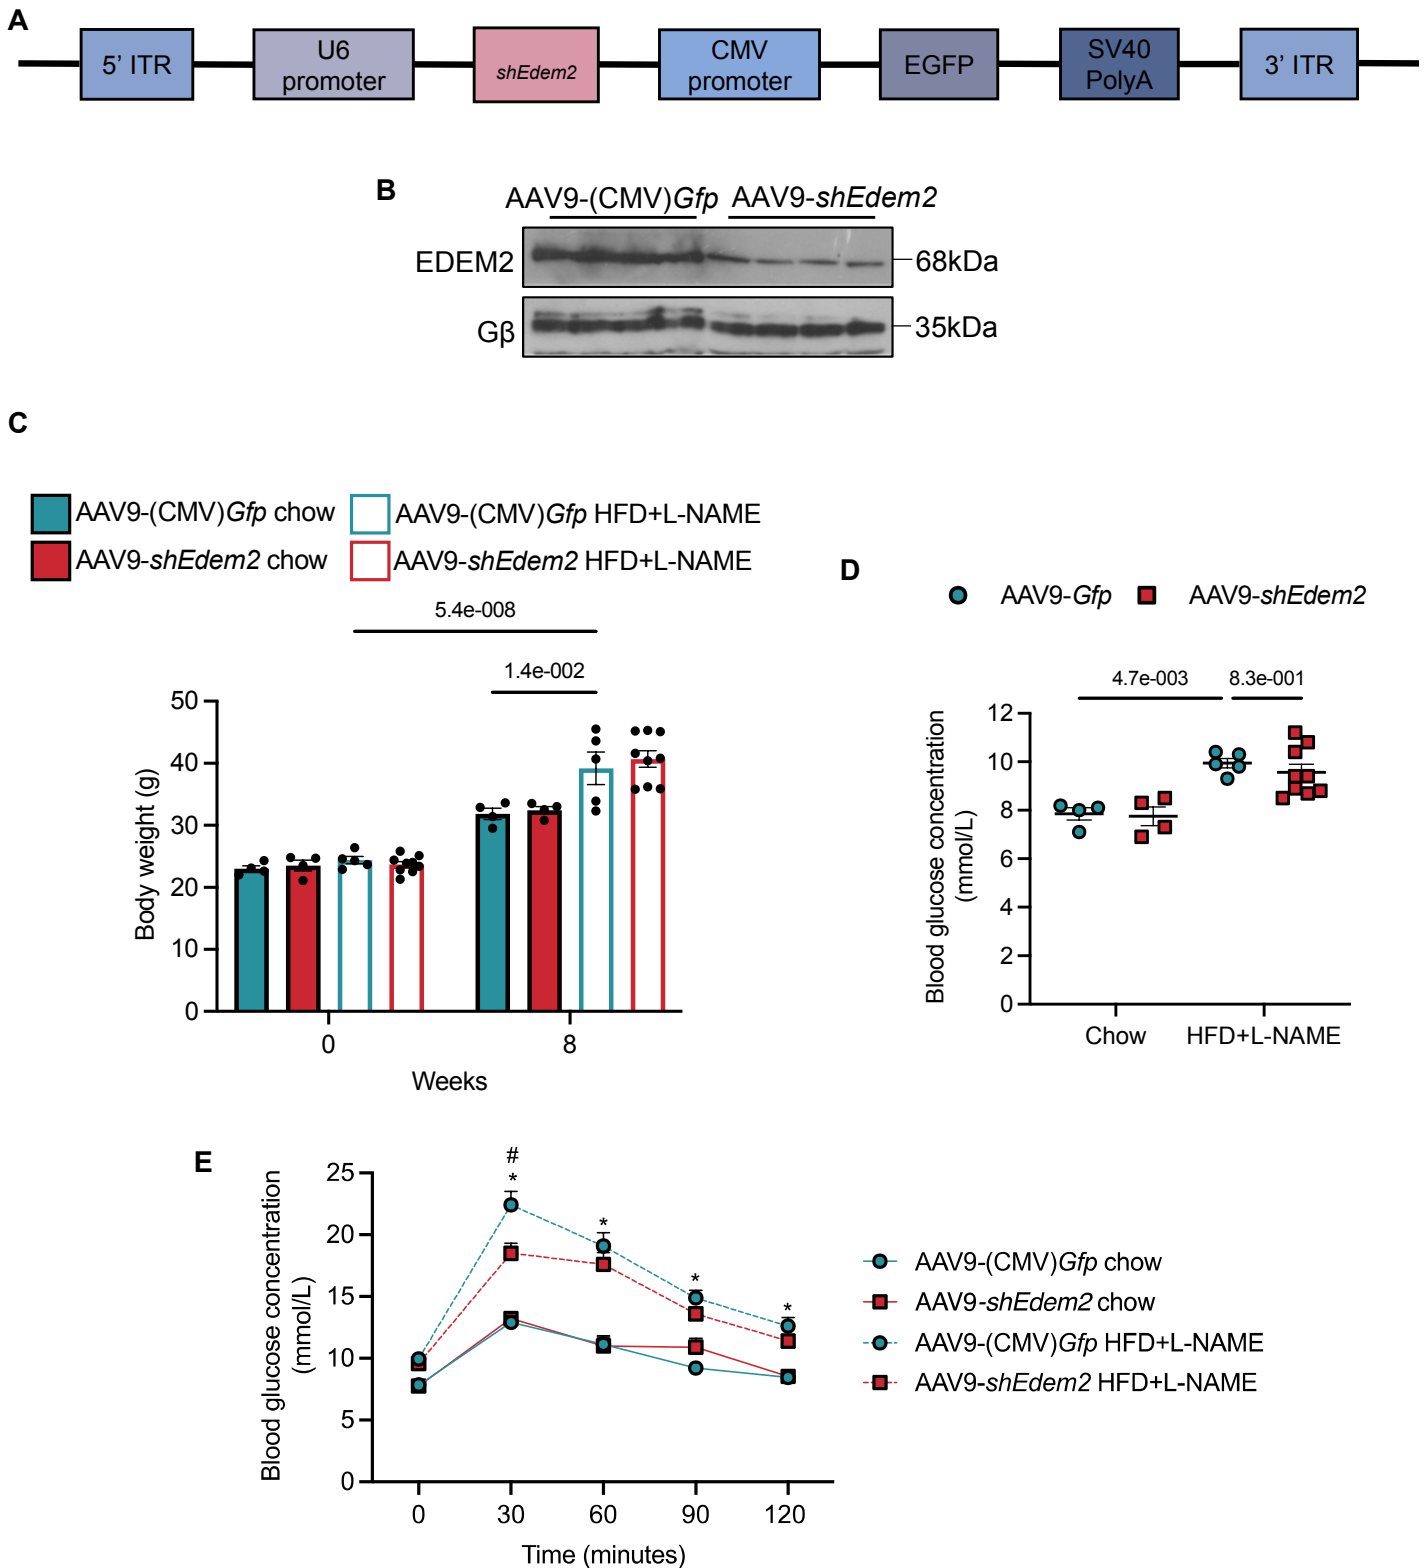 A
5' ITR
U6
promoter
shEdem2
CMV
promoter
EGFP
SV40
PolyA
3' ITR
B
AAV9-(CMV)Gfp AAV9-shEdem2
EDEM2
68kDa
Gβ
35kDa
C
AAV9-(CMV)Gfp chow
AAV9-(CMV)Gfp HFD+L-NAME
AAV9-shEdem2 chow
AAV9-shEdem2 HFD+L-NAME
5.4e-008
1.4e-002
Body weight (g)
50
40
30
20
10
0
0
8
Weeks
D
AAV9-Gfp
AAV9-shEdem2
4.7e-003
8.3e-001
Blood glucose concentration
(mmol/L)
12
10
8
6
4
2
0
Chow
HFD+L-NAME
E
#
*
*
*
*
Blood glucose concentration
(mmol/L)
25
20
15
10
5
0
0
30
60
90
120
Time (minutes)
AAV9-(CMV)Gfp chow
AAV9-shEdem2 chow
AAV9-(CMV)Gfp HFD+L-NAME
AAV9-shEdem2 HFD+L-NAME